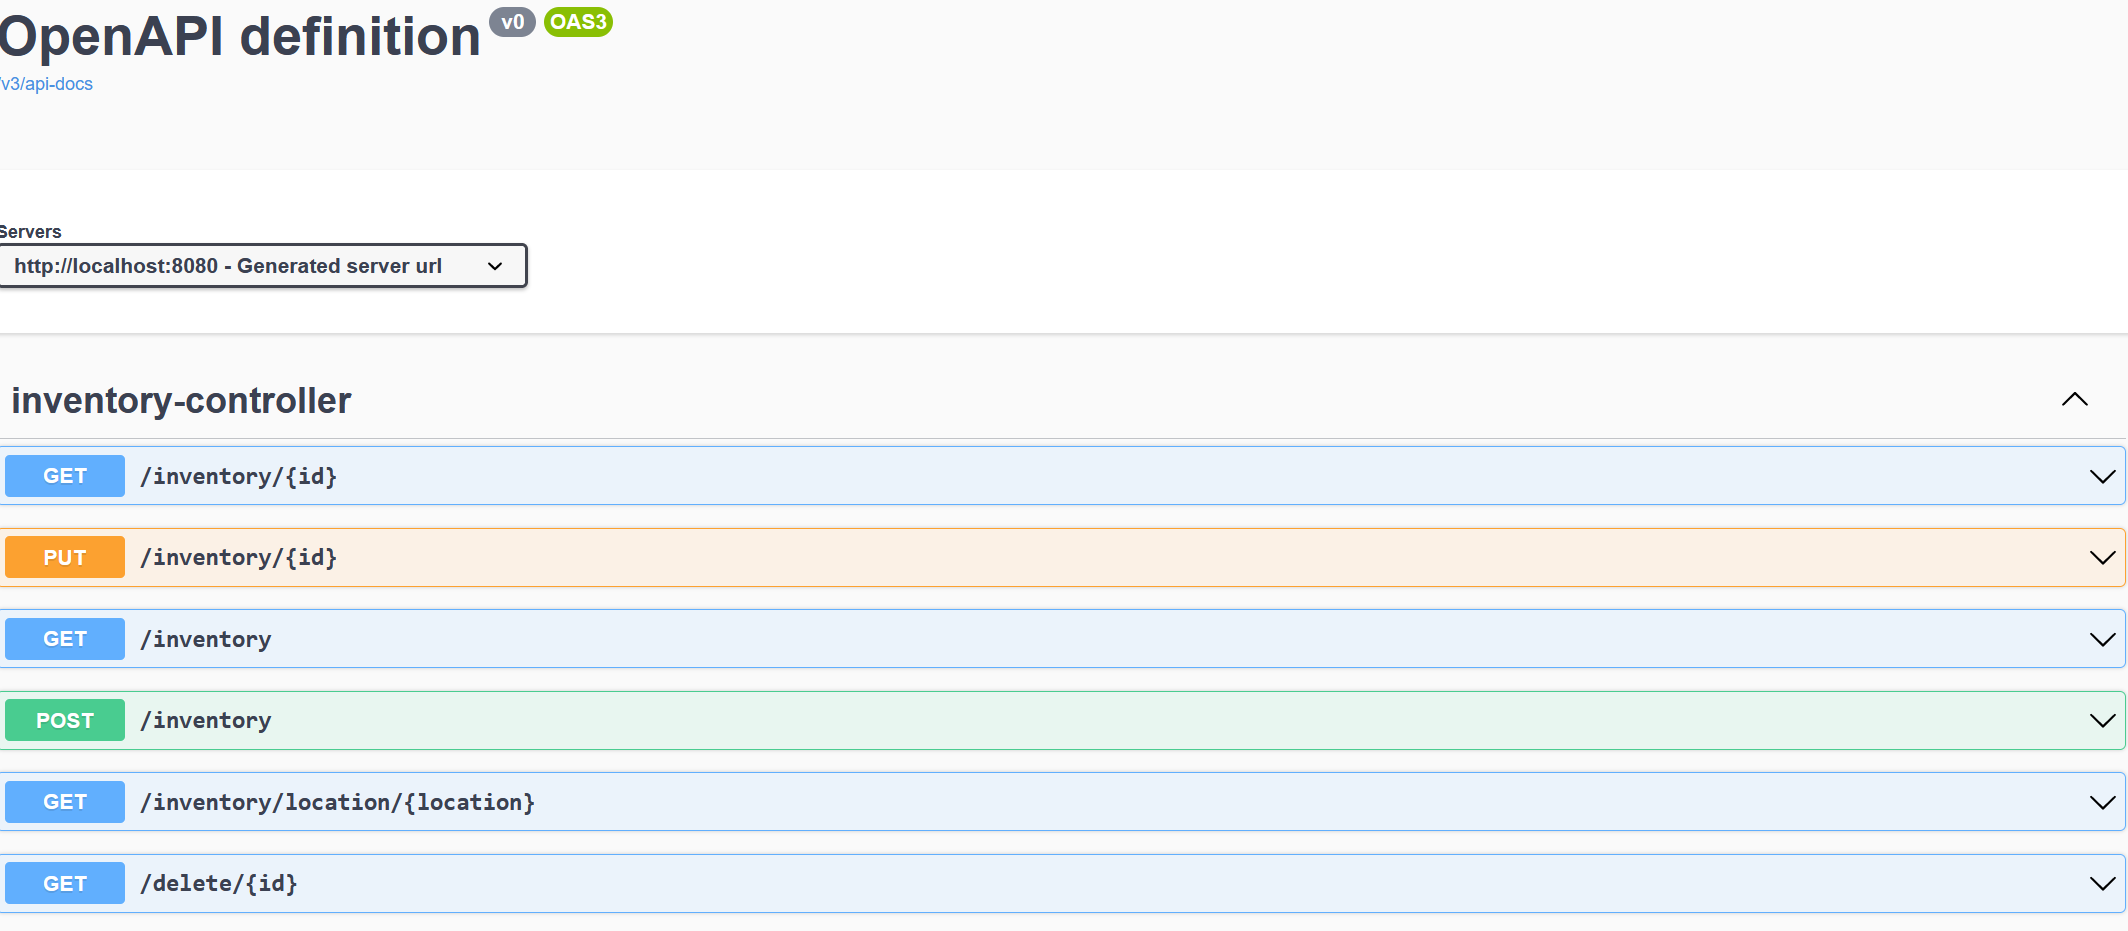 OpenAPI definition v0 OAS3
/v3/api-docs
Servers
http://localhost:8080 - Generated server url
inventory-controller
GET /inventory/{id}
PUT /inventory/{id}
GET /inventory
POST /inventory
GET /inventory/location/{location}
GET /delete/{id}